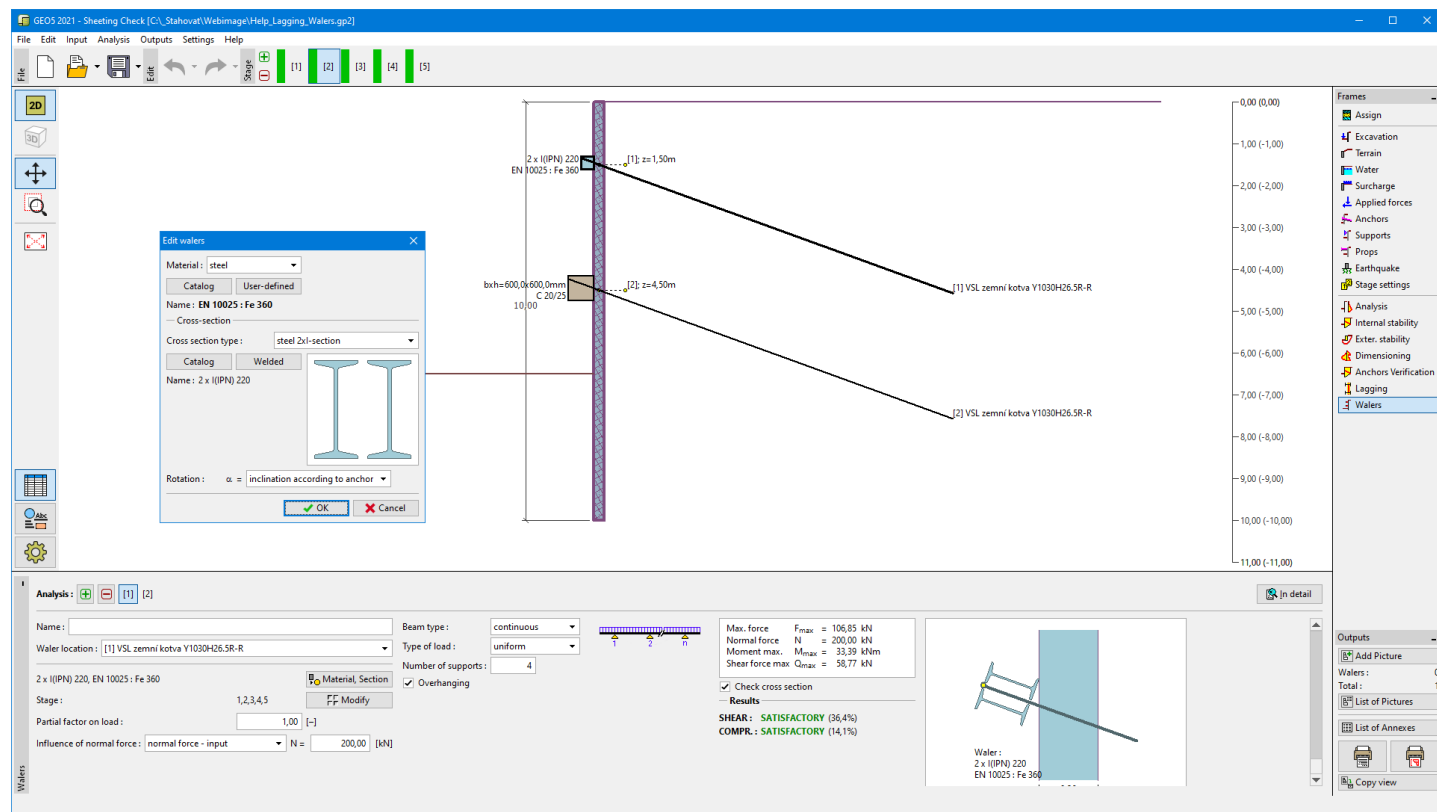 GEO5 2021 - Sheeting Check [C:\_Stahovat\Webimage\Help_Lagging_Walers.gp2]
File Edit Input Analysis Outputs Settings Help
File
Edit
Stage
[1] [2] [3] [4] [5]
2D
3D
Abc
2 x I(IPN) 220
EN 10025 : Fe 360
[1]; z=1,50m
bxh=600,0x600,0mm
C 20/25
10,00
[2]; z=4,50m
[1] VSL zemní kotva Y1030H26.5R-R
[2] VSL zemní kotva Y1030H26.5R-R
0,00 (0,00)
1,00 (-1,00)
2,00 (-2,00)
3,00 (-3,00)
4,00 (-4,00)
5,00 (-5,00)
6,00 (-6,00)
7,00 (-7,00)
8,00 (-8,00)
9,00 (-9,00)
10,00 (-10,00)
11,00 (-11,00)
Edit walers
Material : steel
Catalog User-defined
Name : EN 10025 : Fe 360
Cross-section
Cross section type : steel 2xI-section
Catalog Welded
Name : 2 x I(IPN) 220
Rotation : α = inclination according to anchor
OK Cancel
Frames
Assign
Excavation
Terrain
Water
Surcharge
Applied forces
Anchors
Supports
Props
Earthquake
Stage settings
Analysis
Internal stability
Exter. stability
Dimensioning
Anchors Verification
Lagging
Walers
Analysis : [1] [2]
In detail
Name :
Waler location : [1] VSL zemní kotva Y1030H26.5R-R
2 x I(IPN) 220, EN 10025 : Fe 360 Material, Section
Stage : 1,2,3,4,5 Modify
Partial factor on load : 1,00 [–]
Influence of normal force : normal force - input N = 200,00 [kN]
Walers
Beam type : continuous
Type of load : uniform
Number of supports : 4
Overhanging
1 2 n
Max. force Fmax = 106,85 kN
Normal force N = 200,00 kN
Moment max. Mmax = 33,39 kNm
Shear force max Qmax = 58,77 kN
Check cross section
Results
SHEAR : SATISFACTORY (36,4%)
COMPR. : SATISFACTORY (14,1%)
Waler :
2 x I(IPN) 220
EN 10025 : Fe 360
Outputs
Add Picture
Walers :
Total :
List of Pictures
List of Annexes
Copy view